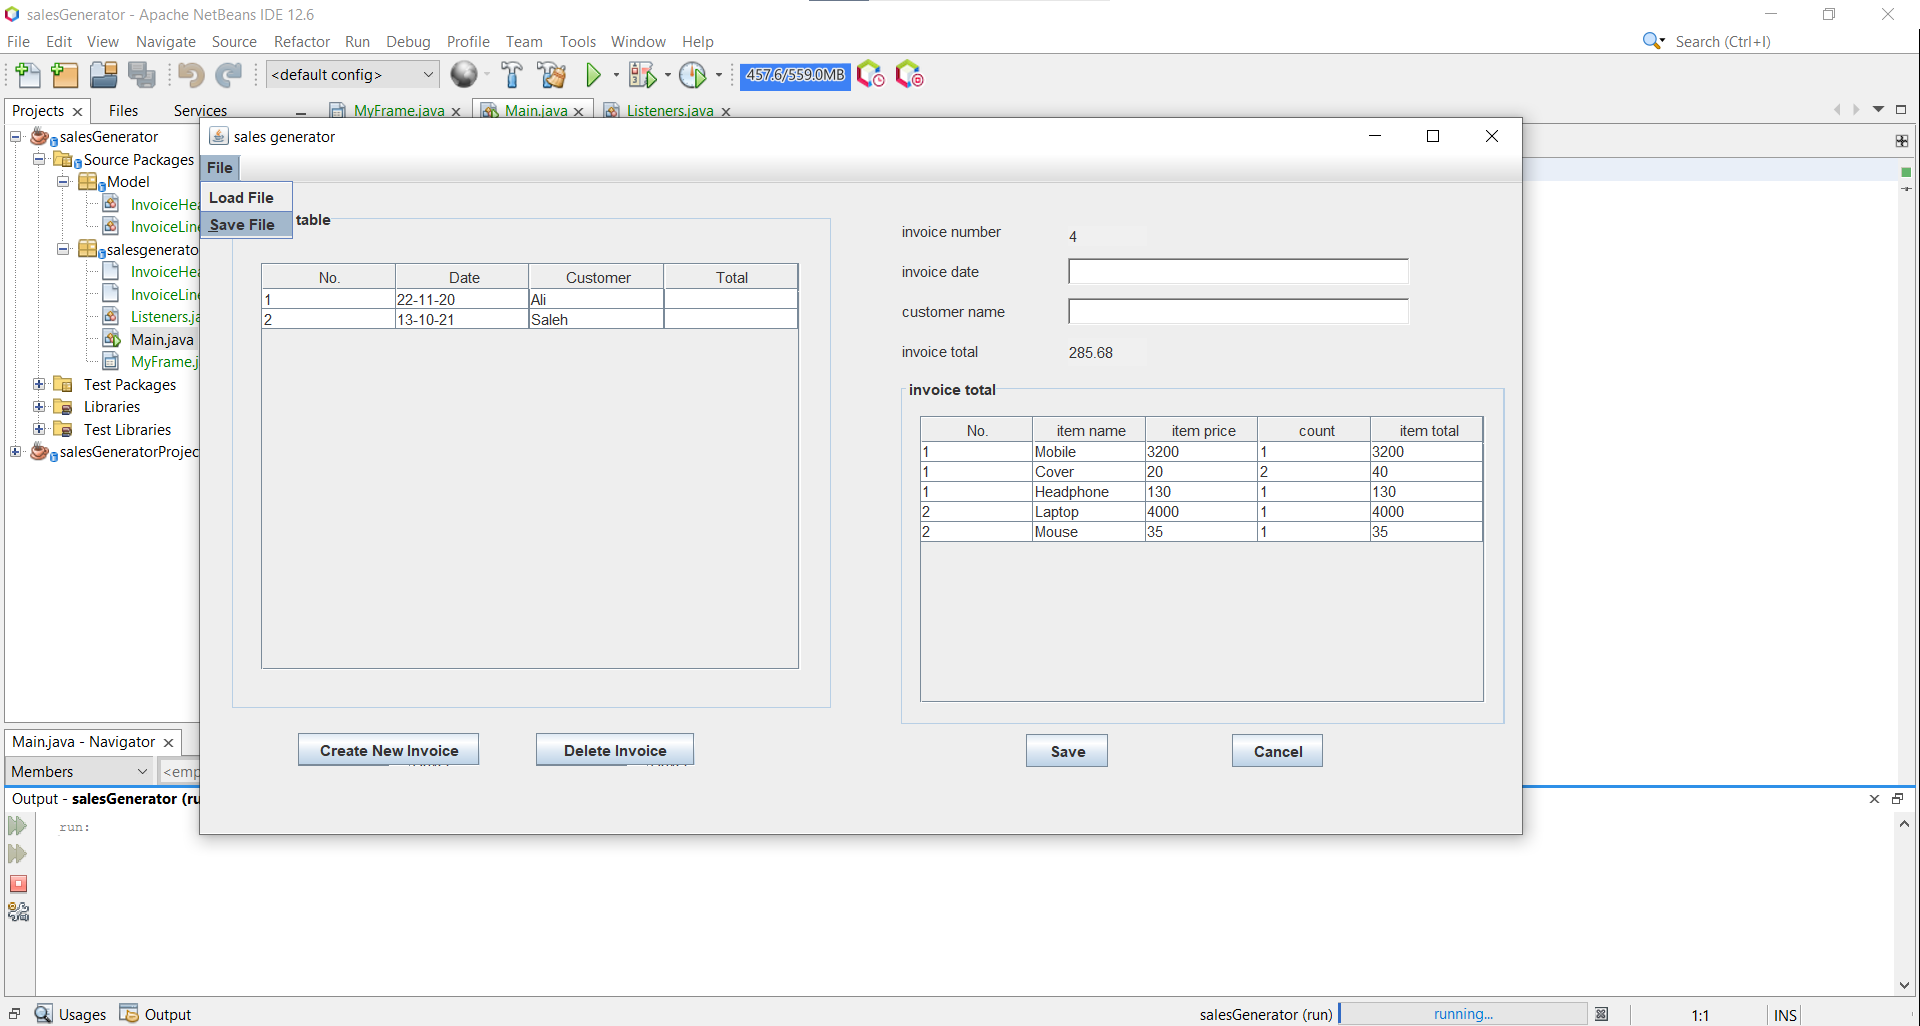 salesGenerator - Apache NetBeans IDE 12.6
File Edit View Navigate Source Refactor Run Debug Profile Team Tools Window Help
Search (Ctrl+I)
<default config>
457.6/559.0MB
Projects Files Services
MyFrame.java Main.java Listeners.java
salesGenerator
Source Packages
Model
InvoiceHea
InvoiceLine
salesgenerato
InvoiceHea
InvoiceLine
Listeners.ja
Main.java
MyFrame.j
Test Packages
Libraries
Test Libraries
salesGeneratorProjec
sales generator
File
Load File
Save File
table
No. Date Customer Total
1 22-11-20 Ali
2 13-10-21 Saleh
Create New Invoice Delete Invoice
invoice number 4
invoice date
customer name
invoice total 285.68
invoice total
No. item name item price count item total
1 Mobile 3200 1 3200
1 Cover 20 2 40
1 Headphone 130 1 130
2 Laptop 4000 1 4000
2 Mouse 35 1 35
Save Cancel
Main.java - Navigator
Members <emp
Output - salesGenerator (ru
run:
Usages Output
salesGenerator (run) running... 1:1 INS